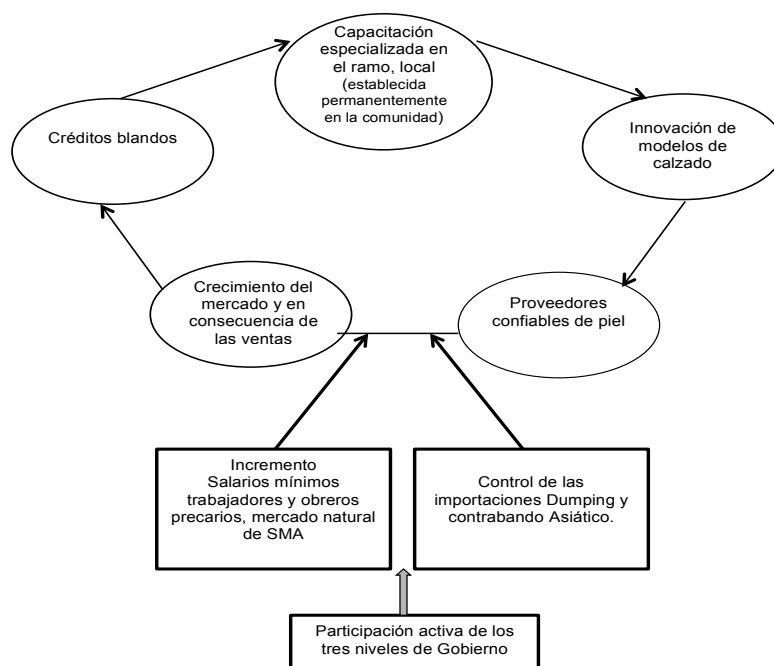 Capacitación
especializada en
el ramo, local
(establecida
permanentemente
en la comunidad)
Créditos blandos
Innovación de
modelos de
calzado
Crecimiento del
mercado y en
consecuencia de
las ventas
Proveedores
confiables de piel
Incremento
Salarios mínimos
trabajadores y obreros
precarios, mercado natural
de SMA
Control de las
importaciones Dumping y
contrabando Asiático.
Participación activa de los
tres niveles de Gobierno